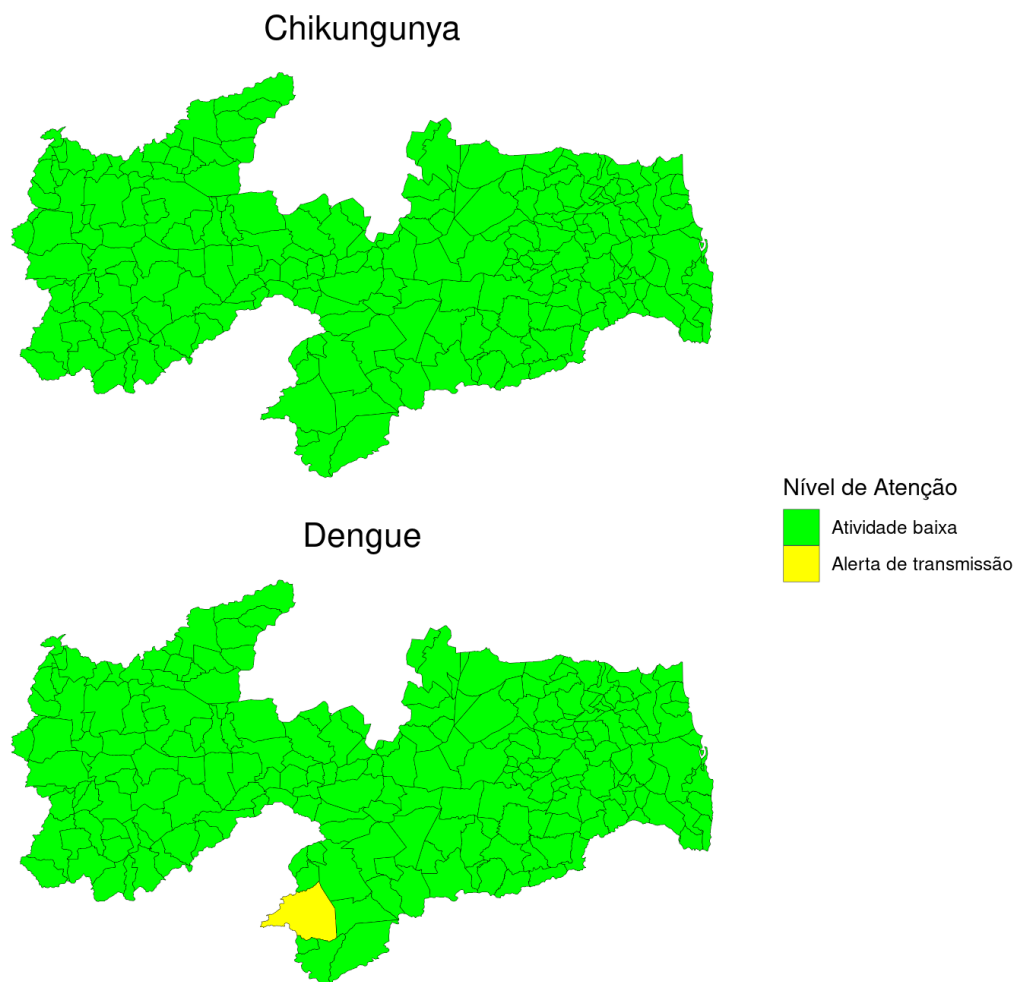 Chikungunya
Nível de Atenção
Atividade baixa
Alerta de transmissão
Dengue